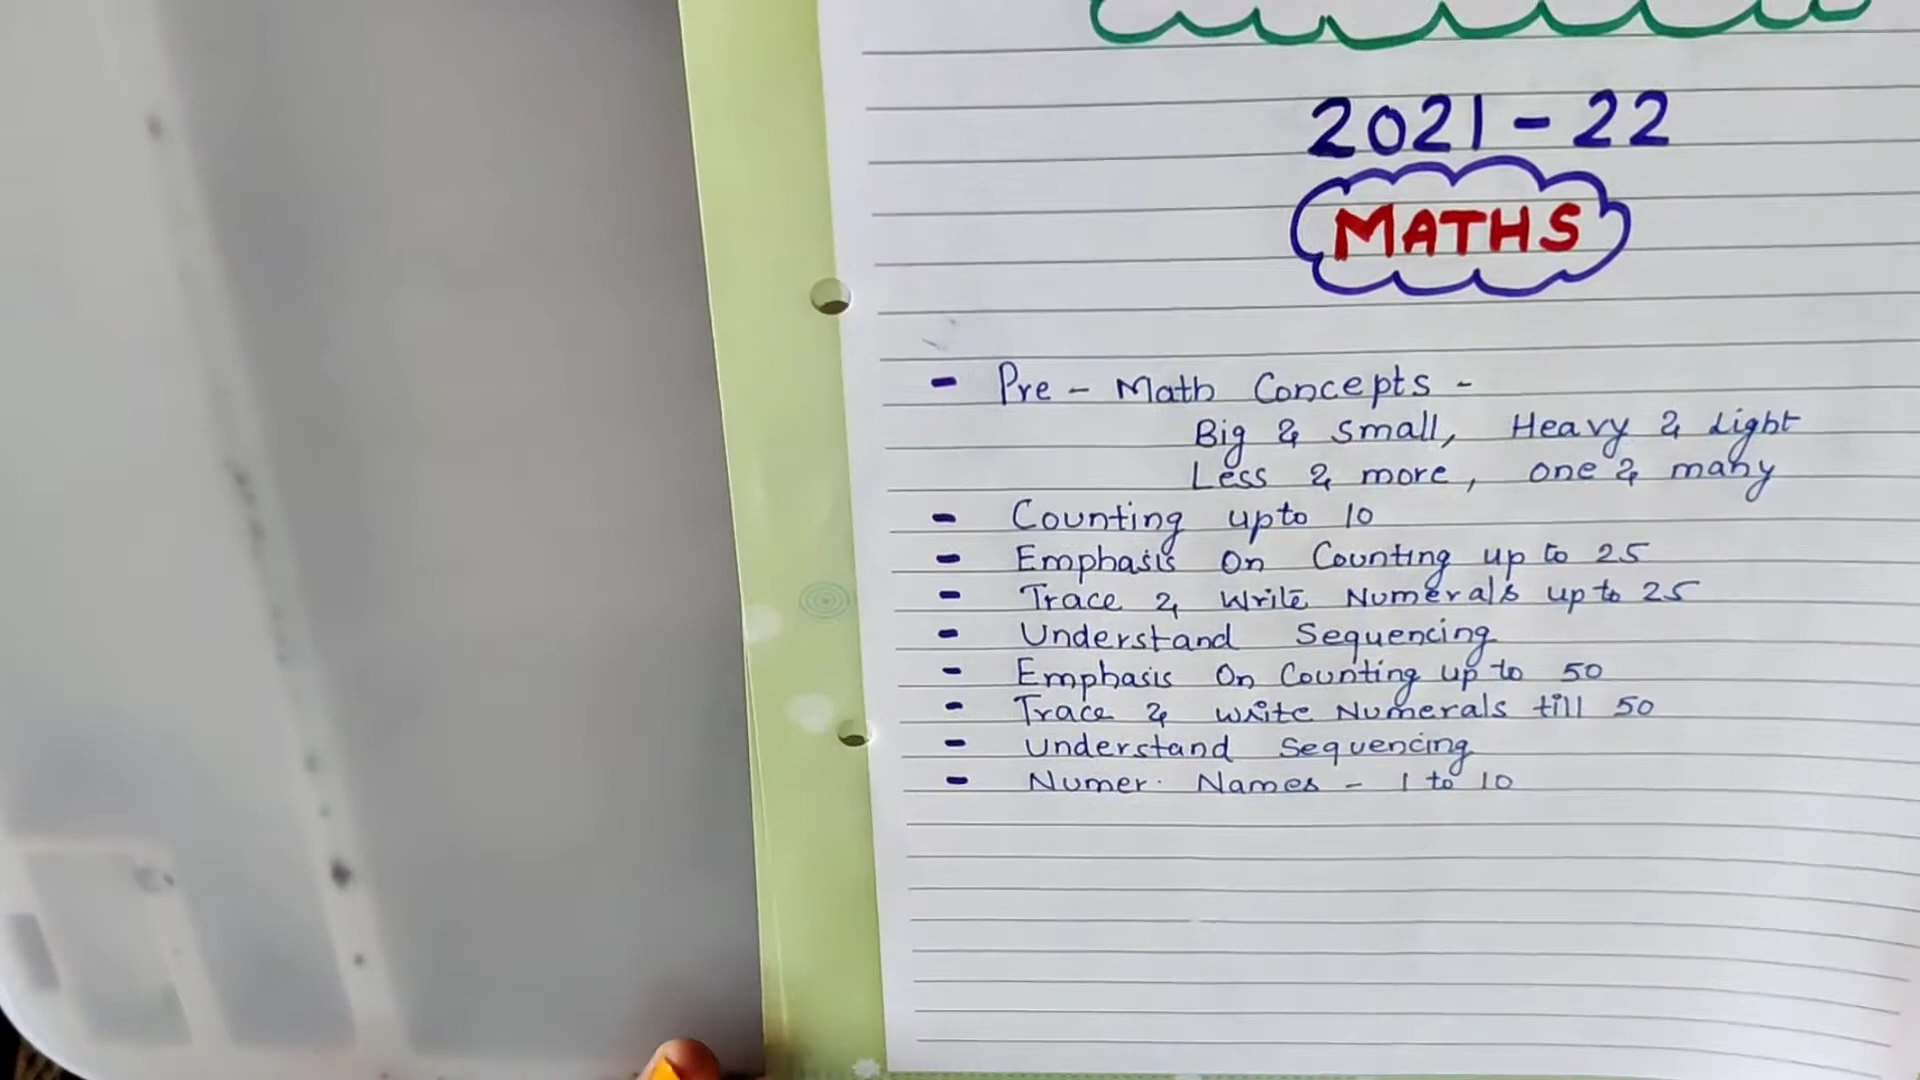 2021-22
MATHS
- Pre - Math Concepts -
Big & small, Heavy & Light
Less & more, one & many
- Counting upto 10
- Emphasis On Counting up to 25
- Trace & Write Numerals up to 25
- Understand Sequencing
- Emphasis On Counting up to 50
- Trace & write Numerals till 50
- Understand Sequencing
- Numer. Names - 1 to 10